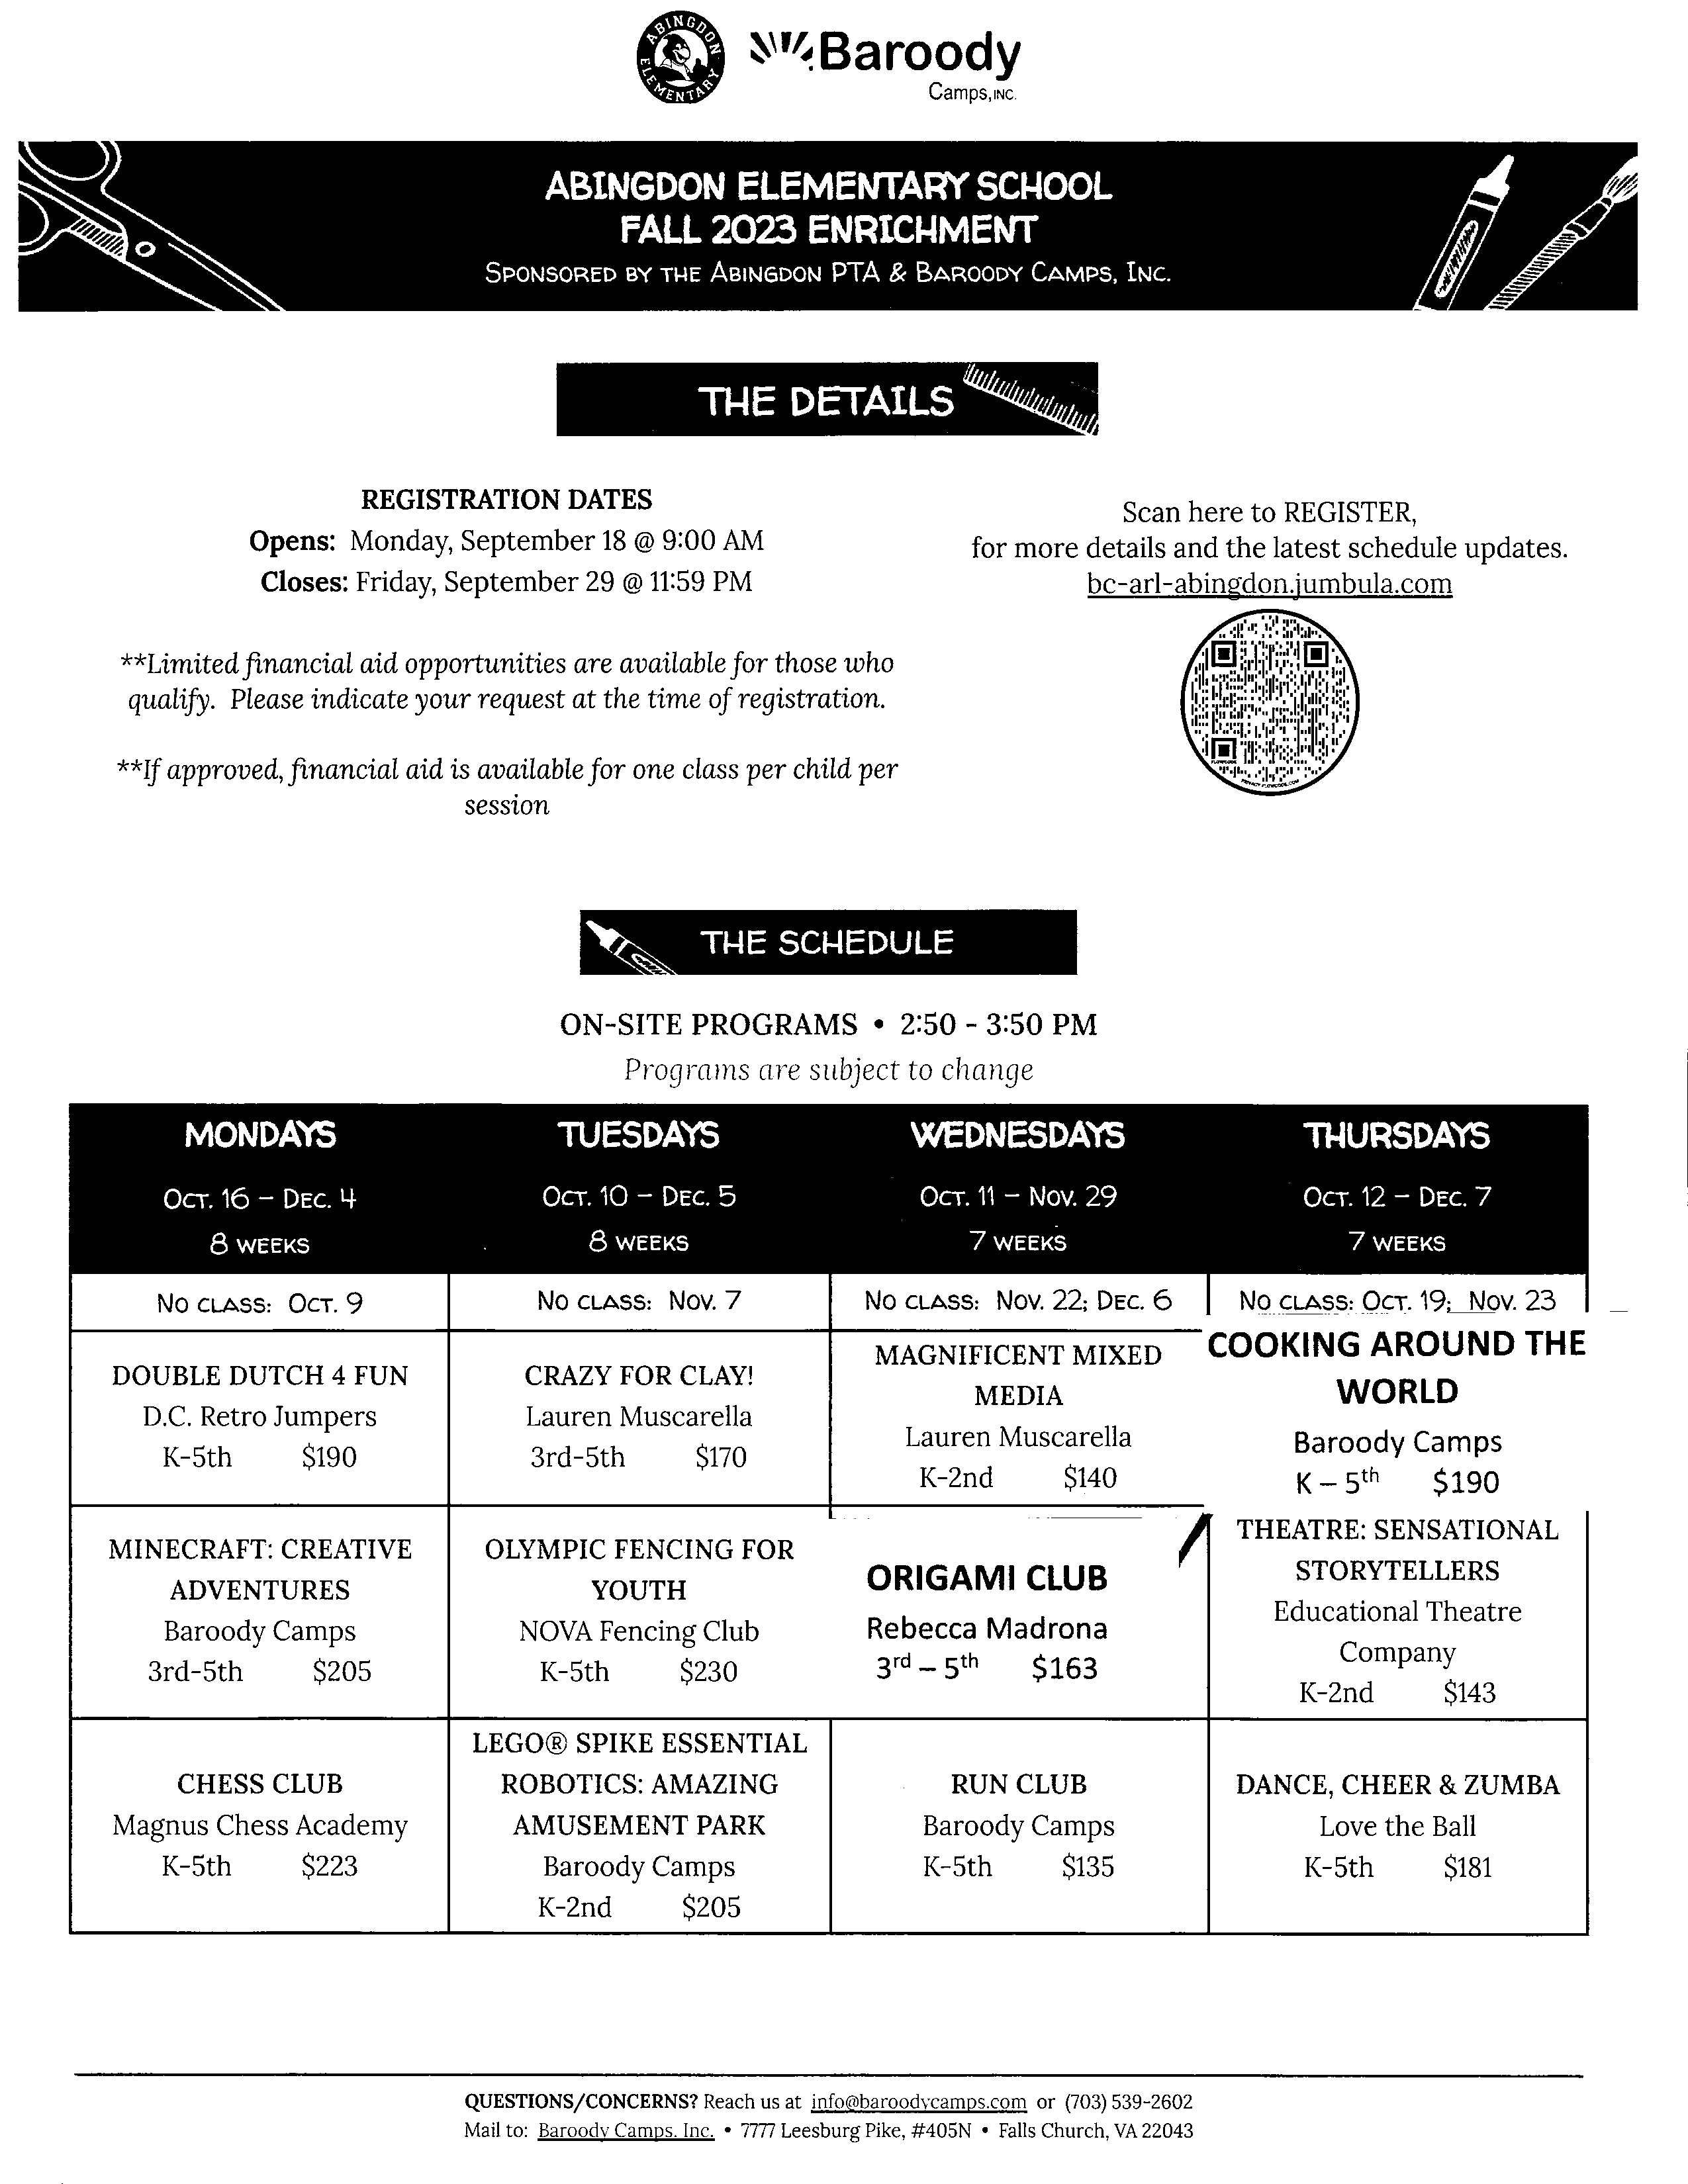 ABINGDON
ELEMENTARY
Baroody
Camps, INC.
ABINGDON ELEMENTARY SCHOOL
FALL 2023 ENRICHMENT
SPONSORED BY THE ABINGDON PTA & BAROODY CAMPS, INC.
THE DETAILS
REGISTRATION DATES
Opens: Monday, September 18 @ 9:00 AM
Closes: Friday, September 29 @ 11:59 PM
**Limited financial aid opportunities are available for those who
qualify. Please indicate your request at the time of registration.
**If approved, financial aid is available for one class per child per
session
Scan here to REGISTER,
for more details and the latest schedule updates.
bc-arl-abingdon.jumbula.com
THE SCHEDULE
ON-SITE PROGRAMS • 2:50 - 3:50 PM
Programs are subject to change
MONDAYS TUESDAYS WEDNESDAYS THURSDAYS
OCT. 16 – DEC. 4 OCT. 10 – DEC. 5 OCT. 11 – NOV. 29 OCT. 12 – DEC. 7
8 WEEKS 8 WEEKS 7 WEEKS 7 WEEKS
NO CLASS: OCT. 9 NO CLASS: NOV. 7 NO CLASS: NOV. 22; DEC. 6 NO CLASS: OCT. 19; NOV. 23
DOUBLE DUTCH 4 FUN
D.C. Retro Jumpers
K-5th $190
CRAZY FOR CLAY!
Lauren Muscarella
3rd-5th $170
MAGNIFICENT MIXED
MEDIA
Lauren Muscarella
K-2nd $140
COOKING AROUND THE
WORLD
Baroody Camps
K – 5th $190
MINECRAFT: CREATIVE
ADVENTURES
Baroody Camps
3rd-5th $205
OLYMPIC FENCING FOR
YOUTH
NOVA Fencing Club
K-5th $230
ORIGAMI CLUB
Rebecca Madrona
3rd – 5th $163
THEATRE: SENSATIONAL
STORYTELLERS
Educational Theatre
Company
K-2nd $143
CHESS CLUB
Magnus Chess Academy
K-5th $223
LEGO® SPIKE ESSENTIAL
ROBOTICS: AMAZING
AMUSEMENT PARK
Baroody Camps
K-2nd $205
RUN CLUB
Baroody Camps
K-5th $135
DANCE, CHEER & ZUMBA
Love the Ball
K-5th $181
QUESTIONS/CONCERNS? Reach us at info@baroodycamps.com or (703) 539-2602
Mail to: Baroody Camps. Inc. • 7777 Leesburg Pike, #405N • Falls Church, VA 22043